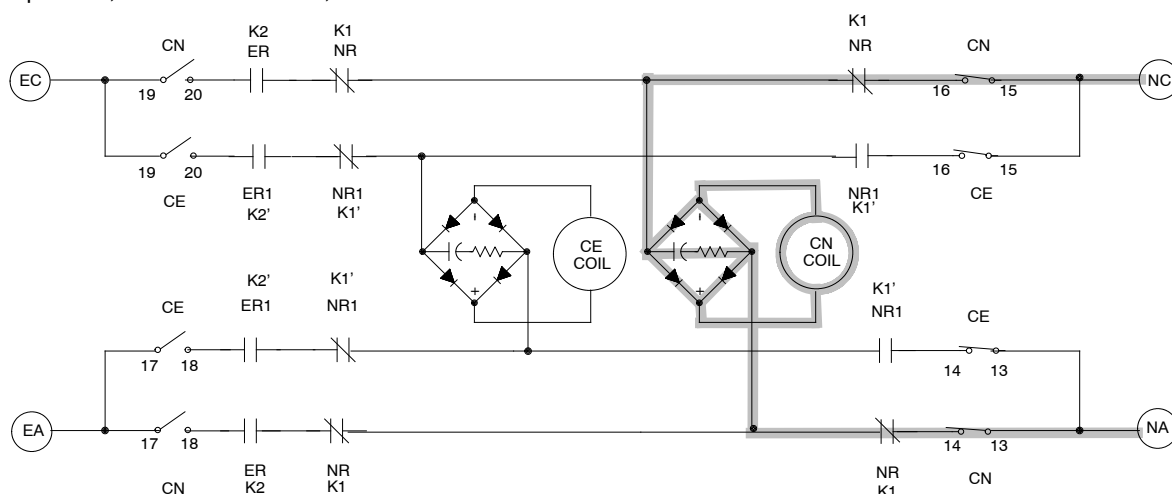 K2 K1 K1
CN ER NR NR CN
EC NC
19 20 16 15
19 20 16 15
CE ER1 NR1 NR1 CE
K2' K1' K1'
-
-
CE COIL
CN COIL
+
+
K2' K1' K1'
CE ER1 NR1 NR1 CE
17 18 14 13
EA NA
17 18 14 13
ER NR NR CN
CN K2 K1 K1